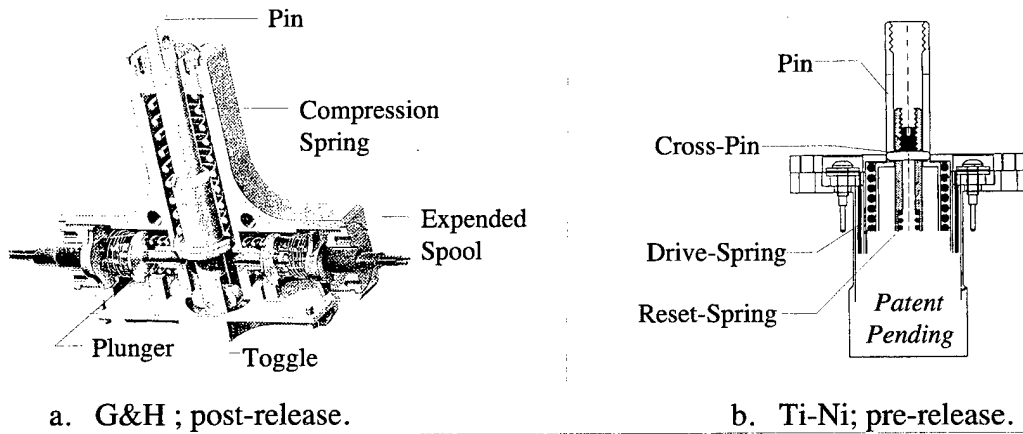 Pin
Compression
Spring
Expended
Spool
Plunger
Toggle
a. G&H ; post-release.
Pin
Cross-Pin
Drive-Spring
Reset-Spring
Patent
Pending
b. Ti-Ni; pre-release.